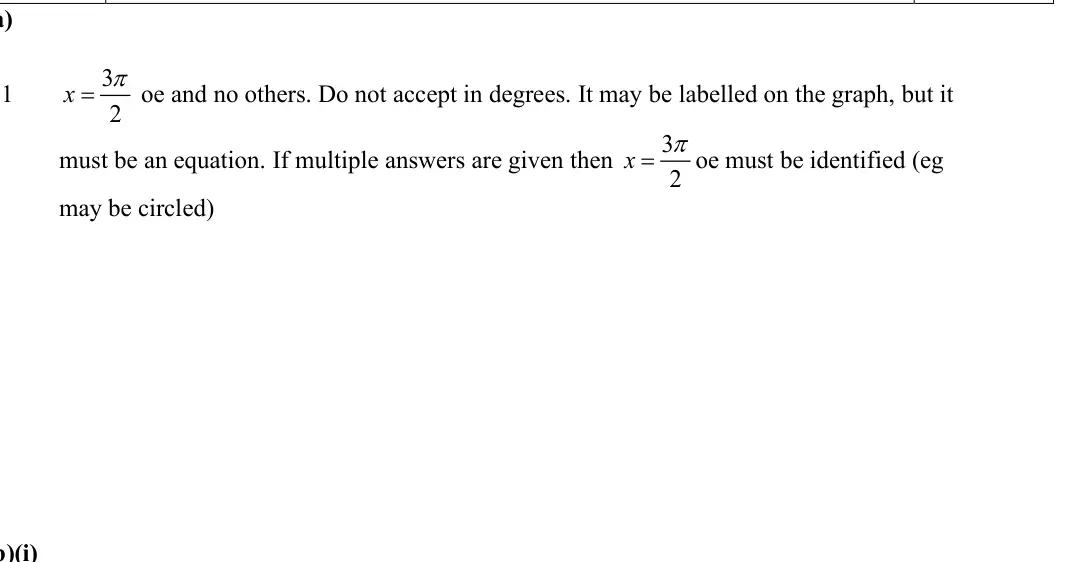 a)
1 x = 3π/2 oe and no others. Do not accept in degrees. It may be labelled on the graph, but it
must be an equation. If multiple answers are given then x = 3π/2 oe must be identified (eg
may be circled)
)(i)